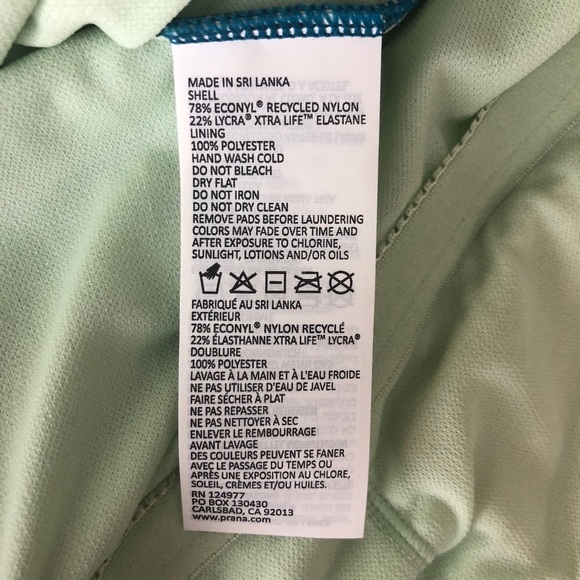 MADE IN SRI LANKA
SHELL
78% ECONYL® RECYCLED NYLON
22% LYCRA® XTRA LIFE™ ELASTANE
LINING
100% POLYESTER
HAND WASH COLD
DO NOT BLEACH
DRY FLAT
DO NOT IRON
DO NOT DRY CLEAN
REMOVE PADS BEFORE LAUNDERING
COLORS MAY FADE OVER TIME AND
AFTER EXPOSURE TO CHLORINE,
SUNLIGHT, LOTIONS AND/OR OILS
FABRIQUÉ AU SRI LANKA
EXTÉRIEUR
78% ECONYL® NYLON RECYCLÉ
22% ÉLASTHANNE XTRA LIFE™ LYCRA®
DOUBLURE
100% POLYESTER
LAVAGE À LA MAIN ET À L'EAU FROIDE
NE PAS UTILISER D'EAU DE JAVEL
FAIRE SÉCHER À PLAT
NE PAS REPASSER
NE PAS NETTOYER À SEC
ENLEVER LE REMBOURRAGE
AVANT LAVAGE
DES COULEURS PEUVENT SE FANER
AVEC LE PASSAGE DU TEMPS OU
APRÈS UNE EXPOSITION AU CHLORE,
SOLEIL, CRÈMES ET/OU HUILES.
RN 124977
PO BOX 130430
CARLSBAD, CA 92013
www.prana.com